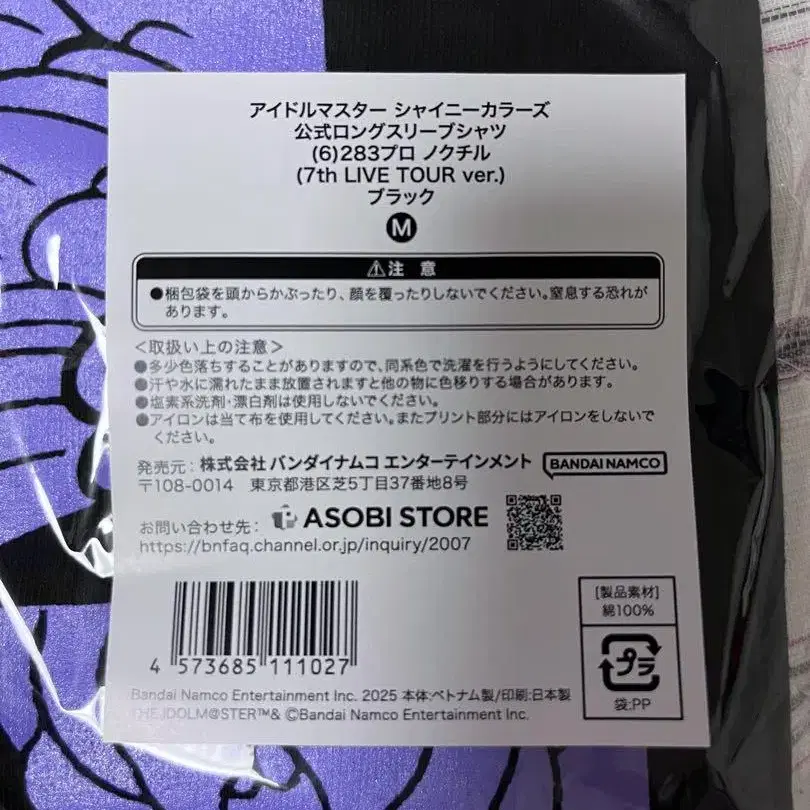 アイドルマスター シャイニーカラーズ
公式ロングスリーブシャツ
(6)283プロ ノクチル
(7th LIVE TOUR ver.)
ブラック
M
⚠注 意
●梱包袋を頭からかぶったり、顔を覆ったりしないでください。窒息する恐れが
あります。
＜取扱い上の注意＞
●多少色落ちすることがありますので、同系色で洗濯を行うようにしてください。
●汗や水に濡れたまま放置されますと他の物に色移りする場合があります。
●塩素系洗剤・漂白剤は使用しないでください。
●アイロンは当て布を使用してください。またプリント部分にはアイロンをしないで
ください。
発売元：株式会社 バンダイナムコ エンターテインメント BANDAI NAMCO
〒108-0014 東京都港区芝5丁目37番地8号
お問い合わせ先： ASOBI STORE
https://bnfaq.channel.or.jp/inquiry/2007
4 573685 111027
[製品素材]
綿100%
プラ
袋:PP
Bandai Namco Entertainment Inc. 2025 本体:ベトナム製/印刷:日本製
THE IDOLM@STER™& ©Bandai Namco Entertainment Inc.